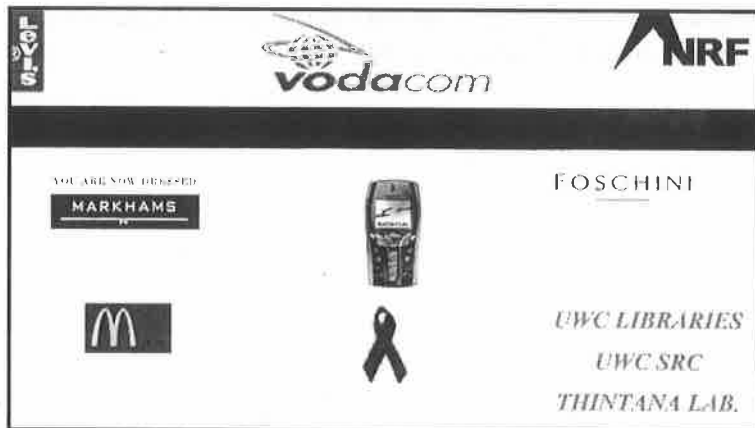 Levi's
®
vodacom
NRF
YOU ARE NOW DRESSED
MARKHAMS
M
FOSCHINI
UWC LIBRARIES
UWC SRC
THINTANA LAB.